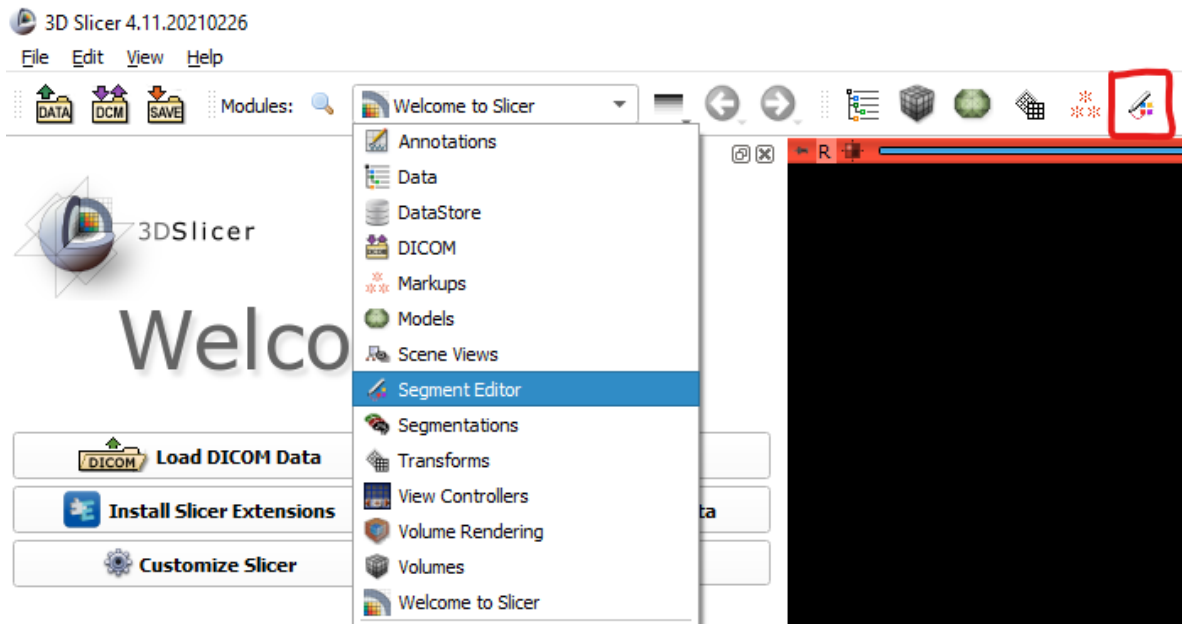 3D Slicer 4.11.20210226
File Edit View Help
DATA DCM SAVE Modules: Welcome to Slicer
Annotations
R
Data
3DSlicer
DataStore
DICOM
Markups
Welco
Models
Scene Views
Segment Editor
Segmentations
Load DICOM Data
DICOM
Transforms
Install Slicer Extensions
View Controllers
ta
Volume Rendering
Customize Slicer
Volumes
Welcome to Slicer